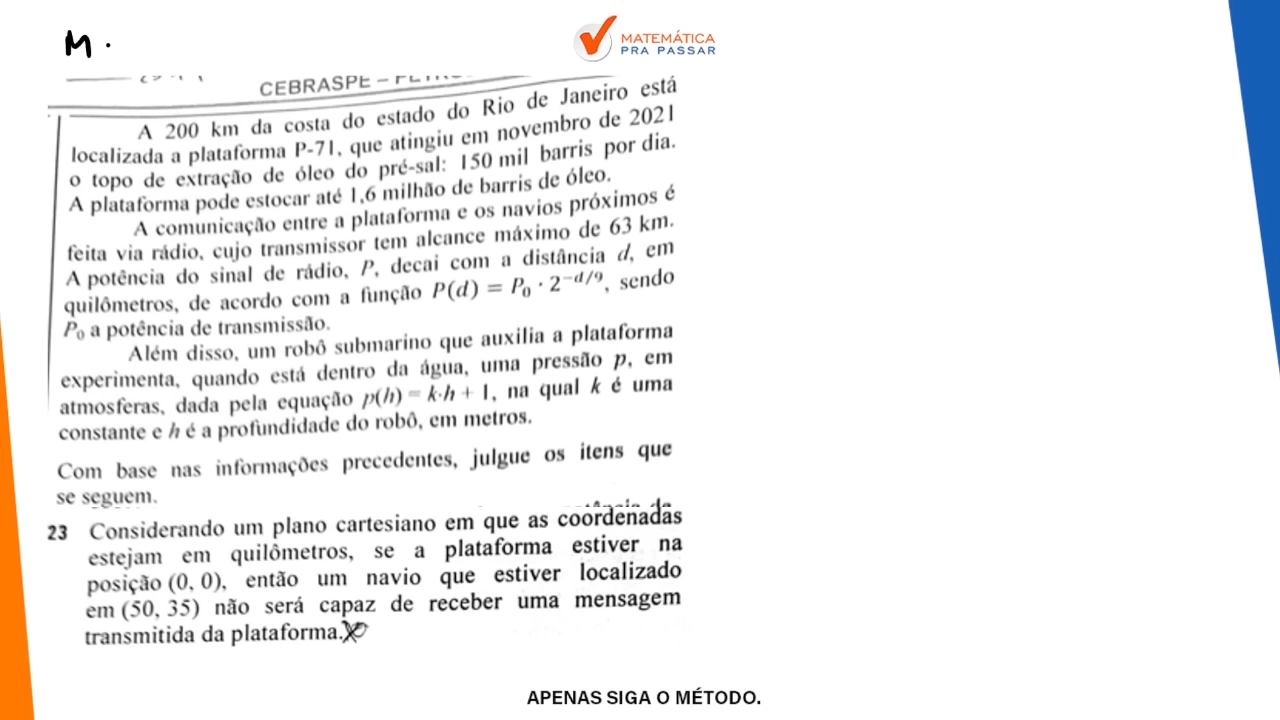 M.
MATEMÁTICA
PRA PASSAR
CEBRASPE –
A 200 km da costa do estado do Rio de Janeiro está
localizada a plataforma P-71, que atingiu em novembro de 2021
o topo de extração de óleo do pré-sal: 150 mil barris por dia.
A plataforma pode estocar até 1,6 milhão de barris de óleo.
A comunicação entre a plataforma e os navios próximos é
feita via rádio, cujo transmissor tem alcance máximo de 63 km.
A potência do sinal de rádio, P, decai com a distância d, em
quilômetros, de acordo com a função P(d) = P₀ · 2^{-d/9}, sendo
P₀ a potência de transmissão.
Além disso, um robô submarino que auxilia a plataforma
experimenta, quando está dentro da água, uma pressão p, em
atmosferas, dada pela equação p(h) = k·h + 1, na qual k é uma
constante e h é a profundidade do robô, em metros.
Com base nas informações precedentes, julgue os itens que
se seguem.
23 Considerando um plano cartesiano em que as coordenadas
estejam em quilômetros, se a plataforma estiver na
posição (0, 0), então um navio que estiver localizado
em (50, 35) não será capaz de receber uma mensagem
transmitida da plataforma.
APENAS SIGA O MÉTODO.